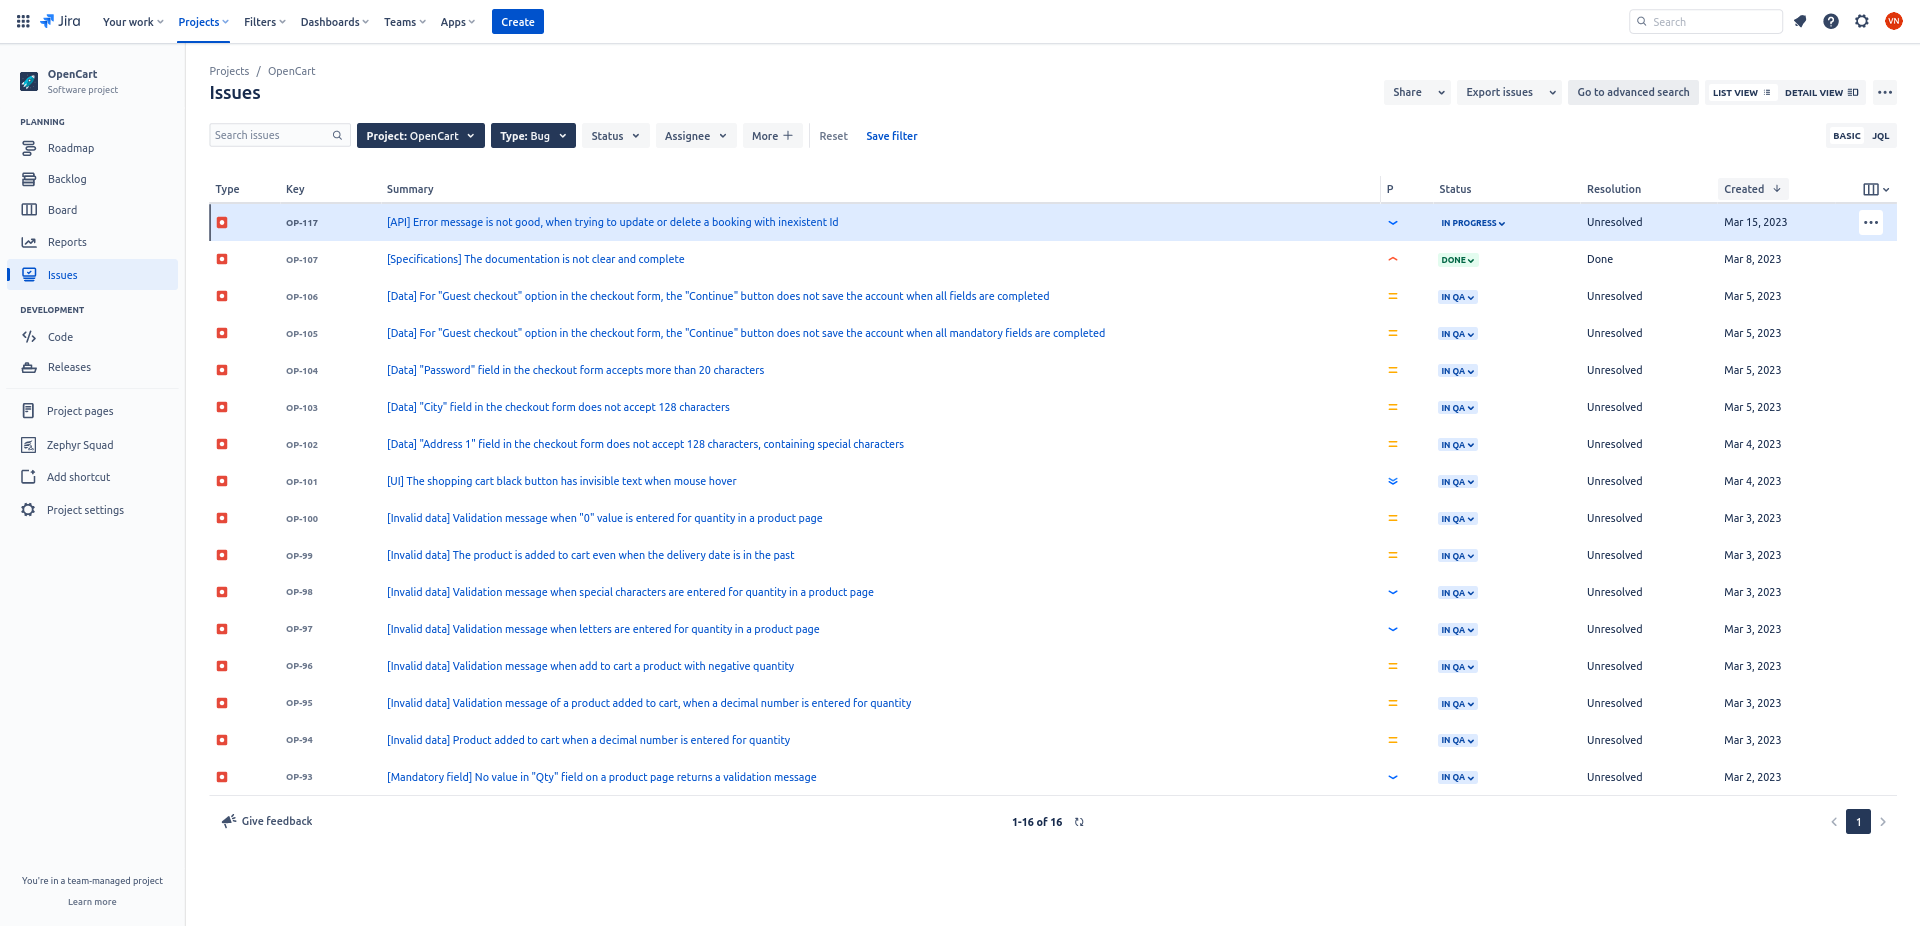 Jira Your work Projects Filters Dashboards Teams Apps Create Search VN
OpenCart
Software project
PLANNING
Roadmap
Backlog
Board
Reports
Issues
DEVELOPMENT
Code
Releases
Project pages
Zephyr Squad
Add shortcut
Project settings
You're in a team-managed project
Learn more
Projects / OpenCart
Issues
Share Export issues Go to advanced search LIST VIEW DETAIL VIEW
Search issues Project: OpenCart Type: Bug Status Assignee More Reset Save filter BASIC JQL
Type Key Summary P Status Resolution Created
OP-117 [API] Error message is not good, when trying to update or delete a booking with inexistent Id IN PROGRESS Unresolved Mar 15, 2023
OP-107 [Specifications] The documentation is not clear and complete DONE Done Mar 8, 2023
OP-106 [Data] For "Guest checkout" option in the checkout form, the "Continue" button does not save the account when all fields are completed IN QA Unresolved Mar 5, 2023
OP-105 [Data] For "Guest checkout" option in the checkout form, the "Continue" button does not save the account when all mandatory fields are completed IN QA Unresolved Mar 5, 2023
OP-104 [Data] "Password" field in the checkout form accepts more than 20 characters IN QA Unresolved Mar 5, 2023
OP-103 [Data] "City" field in the checkout form does not accept 128 characters IN QA Unresolved Mar 5, 2023
OP-102 [Data] "Address 1" field in the checkout form does not accept 128 characters, containing special characters IN QA Unresolved Mar 4, 2023
OP-101 [UI] The shopping cart black button has invisible text when mouse hover IN QA Unresolved Mar 4, 2023
OP-100 [Invalid data] Validation message when "0" value is entered for quantity in a product page IN QA Unresolved Mar 3, 2023
OP-99 [Invalid data] The product is added to cart even when the delivery date is in the past IN QA Unresolved Mar 3, 2023
OP-98 [Invalid data] Validation message when special characters are entered for quantity in a product page IN QA Unresolved Mar 3, 2023
OP-97 [Invalid data] Validation message when letters are entered for quantity in a product page IN QA Unresolved Mar 3, 2023
OP-96 [Invalid data] Validation message when add to cart a product with negative quantity IN QA Unresolved Mar 3, 2023
OP-95 [Invalid data] Validation message of a product added to cart, when a decimal number is entered for quantity IN QA Unresolved Mar 3, 2023
OP-94 [Invalid data] Product added to cart when a decimal number is entered for quantity IN QA Unresolved Mar 3, 2023
OP-93 [Mandatory field] No value in "Qty" field on a product page returns a validation message IN QA Unresolved Mar 2, 2023
Give feedback 1-16 of 16 1